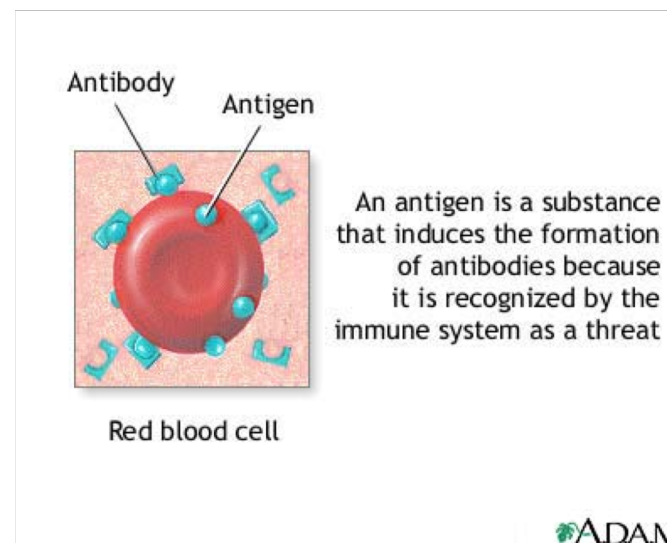 Antibody
Antigen
An antigen is a substance
that induces the formation
of antibodies because
it is recognized by the
immune system as a threat
Red blood cell
A.D.A.M